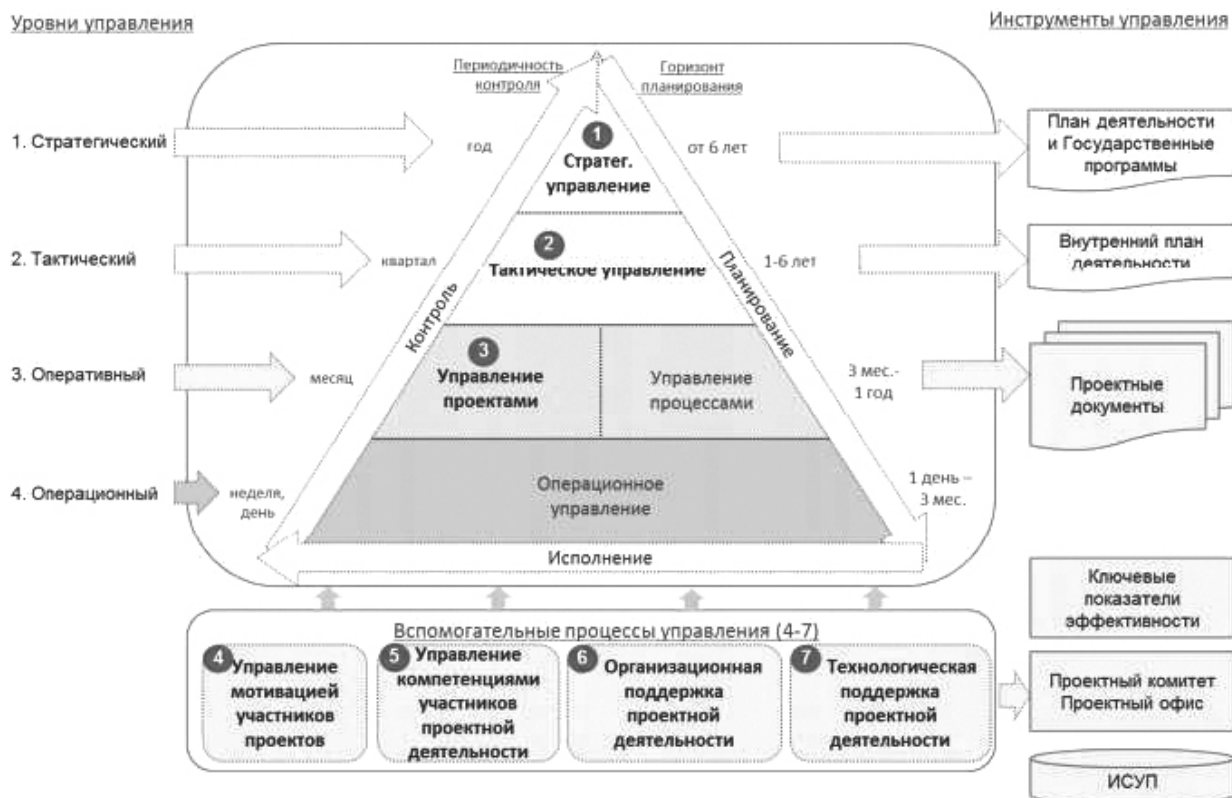 Уровни управления
Инструменты управления
Периодичность
контроля
Горизонт
планирования
1. Стратегический
год
1
Стратег.
управление
от 6 лет
План деятельности
и Государственные
программы
2. Тактический
квартал
2
Тактическое управление
1-6 лет
Внутренний план
деятельности
Контроль
Планирование
3. Оперативный
месяц
3
Управление
проектами
Управление
процессами
3 мес.-
1 год
Проектные
документы
4. Операционный
неделя,
день
Операционное
управление
1 день –
3 мес.
Исполнение
Ключевые
показатели
эффективности
Вспомогательные процессы управления (4-7)
4
Управление
мотивацией
участников
проектов
5
Управление
компетенциями
участников
проектной
деятельности
6
Организационная
поддержка
проектной
деятельности
7
Технологическая
поддержка
проектной
деятельности
Проектный комитет
Проектный офис
ИСУП